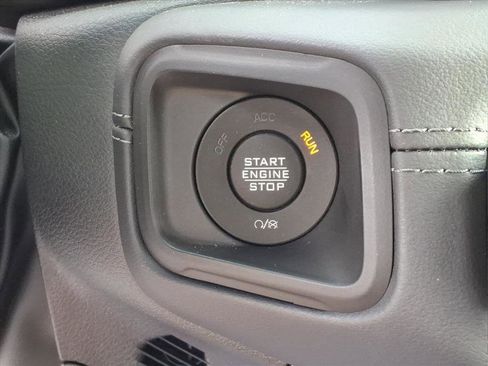 ACC
OFF
RUN
START
ENGINE
STOP